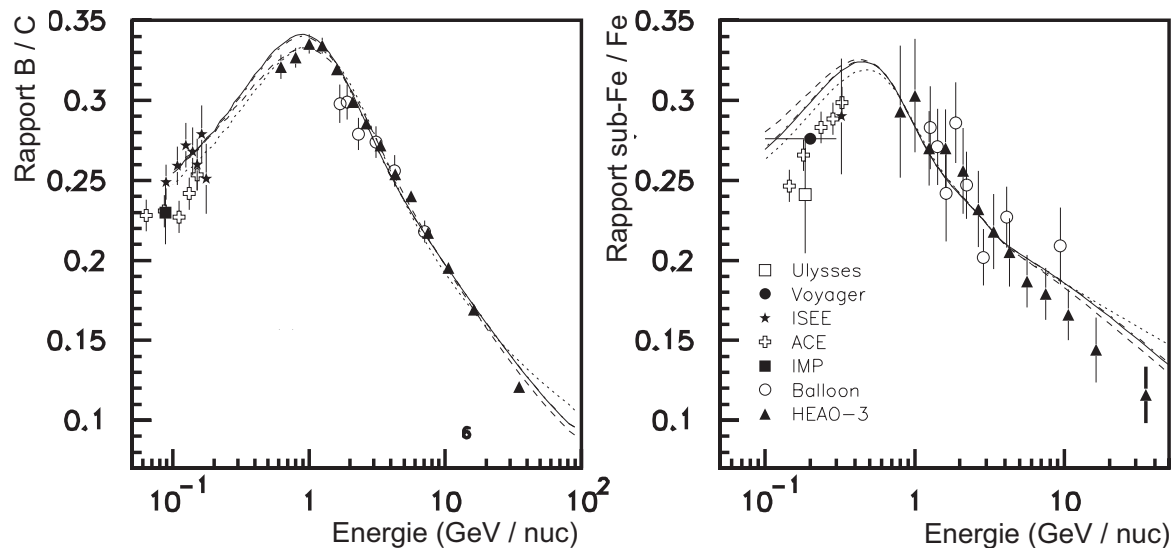 Rapport B / C
0.35
0.3
0.25
0.2
0.15
0.1
6
10⁻¹ 1 10 10²
Energie (GeV / nuc)
Rapport sub-Fe / Fe
0.35
0.3
0.25
0.2
0.15
0.1
Ulysses
Voyager
ISEE
ACE
IMP
Balloon
HEAO-3
10⁻¹ 1 10
Energie (GeV / nuc)